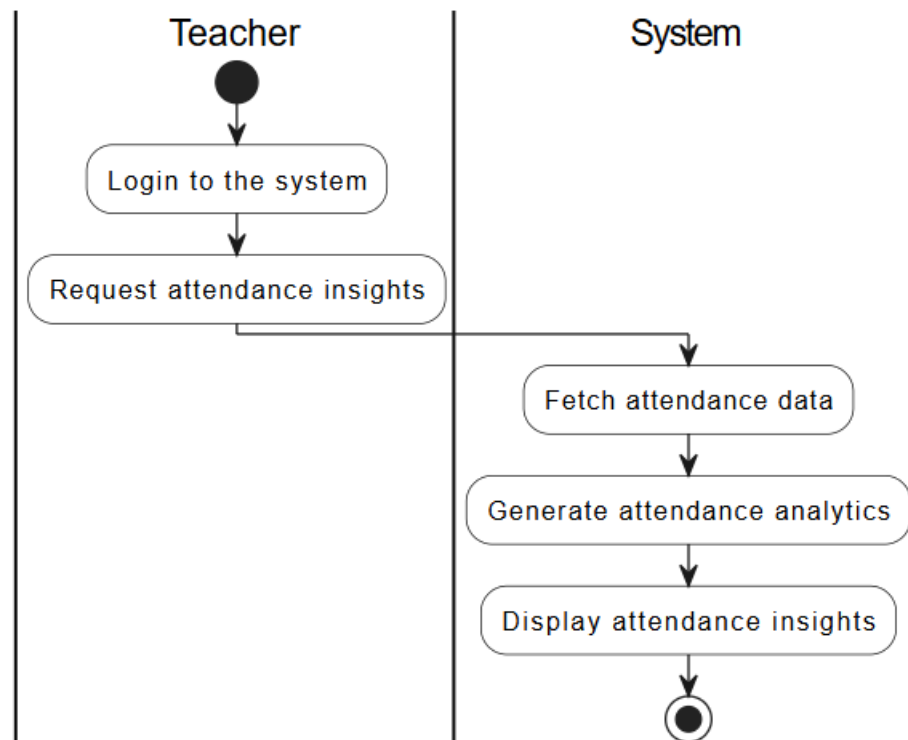 Teacher
System
Login to the system
Request attendance insights
Fetch attendance data
Generate attendance analytics
Display attendance insights